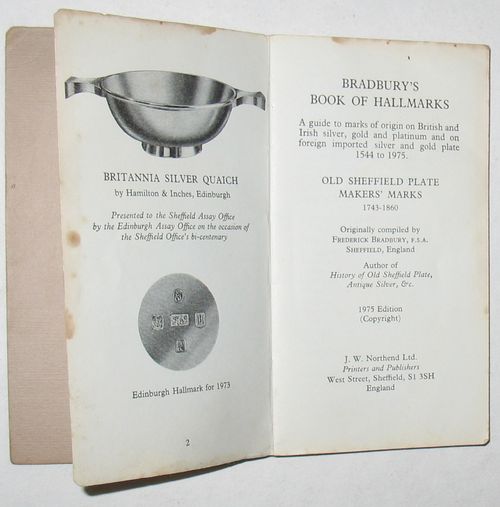 BRITANNIA SILVER QUAICH
by Hamilton & Inches, Edinburgh
Presented to the Sheffield Assay Office
by the Edinburgh Assay Office on the occasion of
the Sheffield Office's bi-centenary
Edinburgh Hallmark for 1973
2
BRADBURY'S
BOOK OF HALLMARKS
A guide to marks of origin on British and
Irish silver, gold and platinum and on
foreign imported silver and gold plate
1544 to 1975.
OLD SHEFFIELD PLATE
MAKERS' MARKS
1743-1860
Originally compiled by
FREDERICK BRADBURY, F.S.A.
SHEFFIELD, England
Author of
History of Old Sheffield Plate,
Antique Silver, &c.
1975 Edition
(Copyright)
J. W. Northend Ltd.
Printers and Publishers
West Street, Sheffield, S1 3SH
England